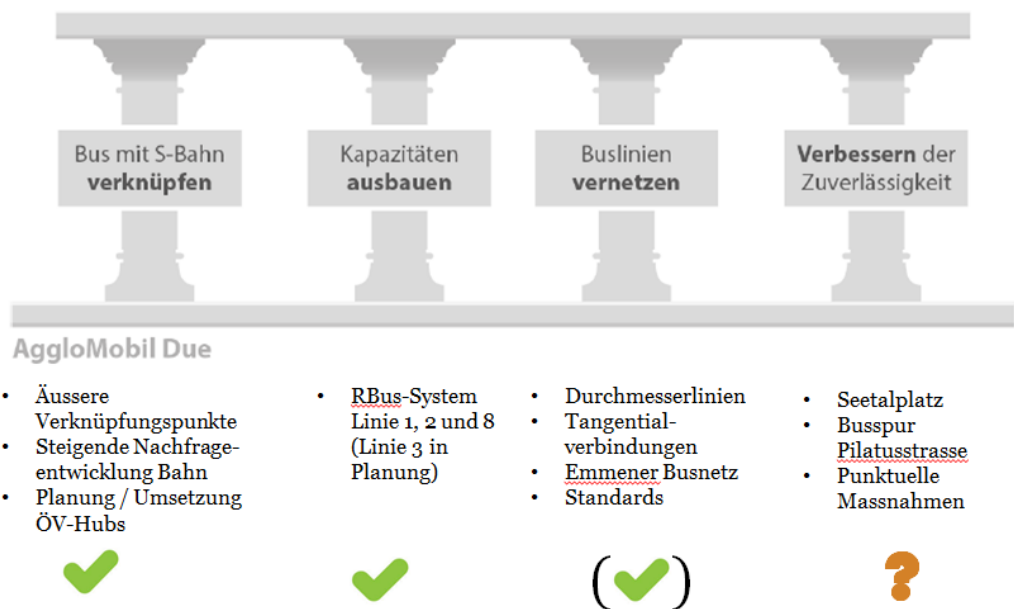 Bus mit S-Bahn
verknüpfen
Kapazitäten
ausbauen
Buslinien
vernetzen
Verbessern der
Zuverlässigkeit
AggloMobil Due
• Äussere
Verknüpfungspunkte
• Steigende Nachfrage-
entwicklung Bahn
• Planung / Umsetzung
ÖV-Hubs
• RBus-System
Linie 1, 2 und 8
(Linie 3 in
Planung)
• Durchmesserlinien
• Tangential-
verbindungen
• Emmener Busnetz
• Standards
• Seetalplatz
• Busspur
Pilatusstrasse
• Punktuelle
Massnahmen
( )
?